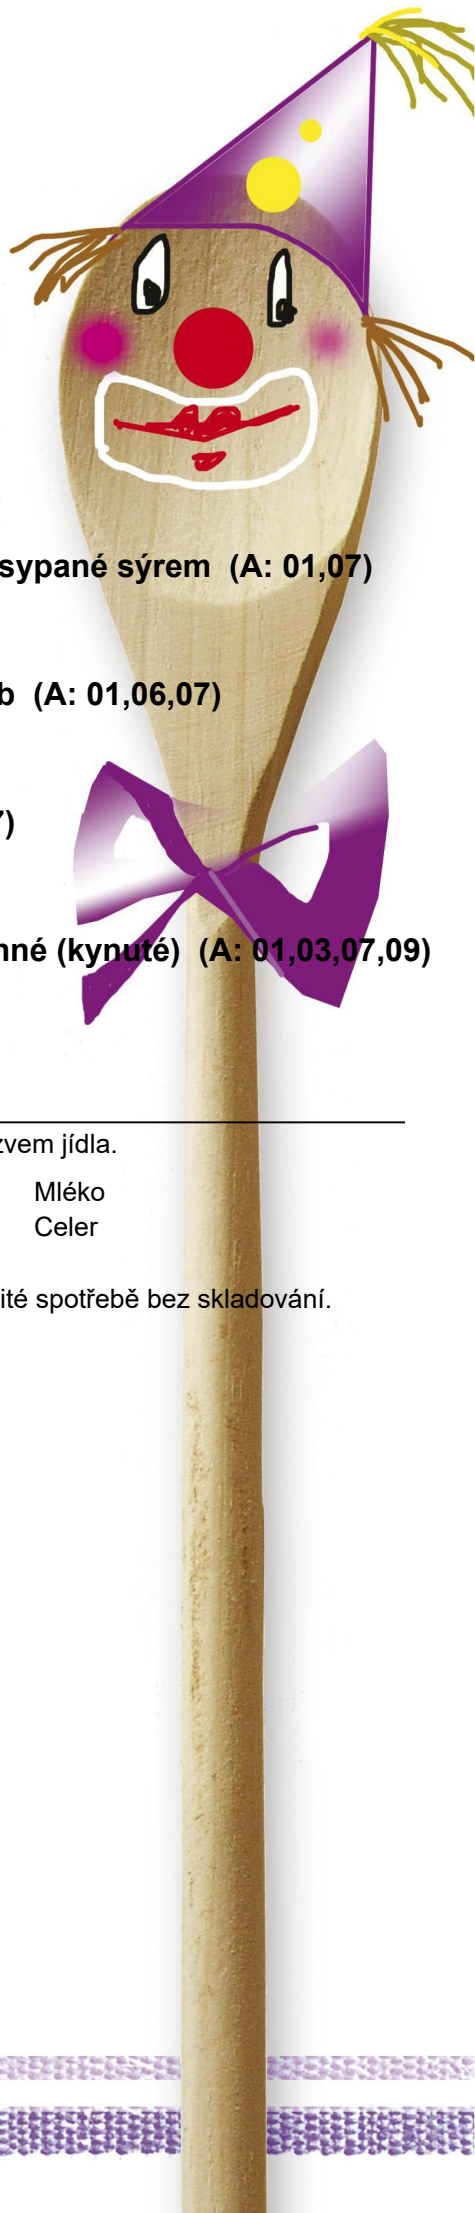 sypané sýrem (A: 01,07)
b (A: 01,06,07)
7)
nné (kynuté) (A: 01,03,07,09)
zvem jídla.
Mléko
Celer
ité spotřebě bez skladování.